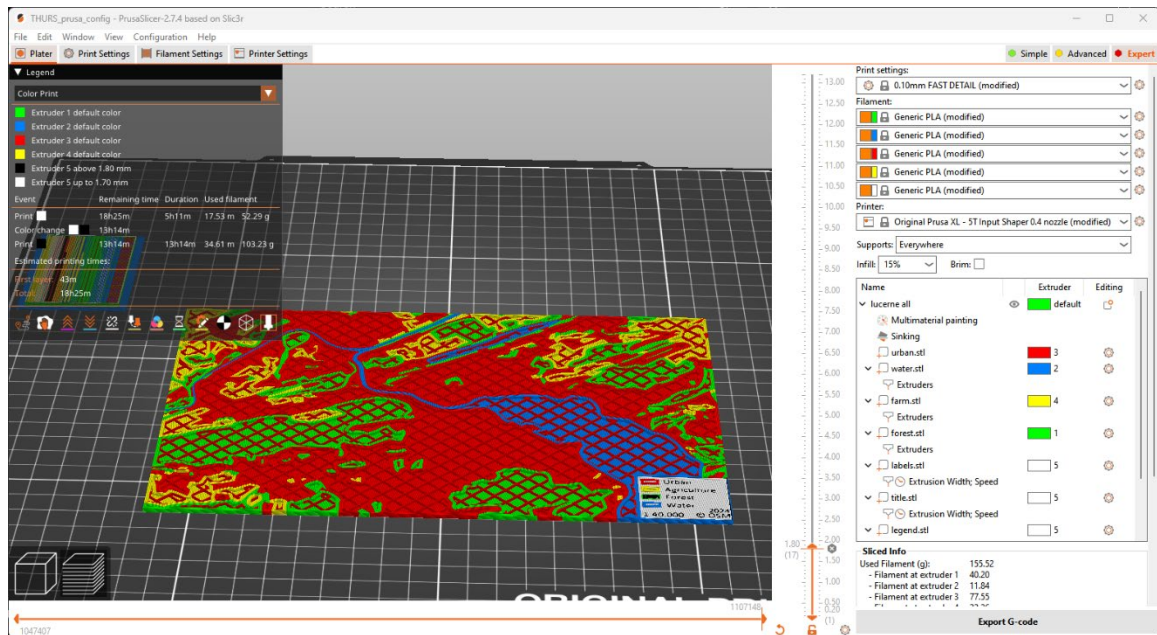 THURS_prusa_config - PrusaSlicer-2.7.4 based on Slic3r
File Edit Window View Configuration Help
Plater Print Settings Filament Settings Printer Settings Simple Advanced Expert
Legend
Color Print
Extruder 1 default color
Extruder 2 default color
Extruder 3 default color
Extruder 4 default color
Extruder 5 above 1.80 mm
Extruder 5 up to 1.70 mm
Event Remaining time Duration Used filament
Print 18h25m 5h11m 17.53 m 52.29 g
Color change 13h14m
Print 13h14m 13h14m 34.61 m 103.23 g
Estimated printing times:
First layer: 43m
Total: 18h25m
Urban
Agriculture
Forest
Water
1:40,000 2024
© OSM
ORIGINAL
1047407
1107148
13.00
12.50
12.00
11.50
11.00
10.50
10.00
9.50
9.00
8.50
8.00
7.50
7.00
6.50
6.00
5.50
5.00
4.50
4.00
3.50
3.00
2.50
2.00
1.80
(17)
1.50
1.00
0.50
0.20
(1)
Print settings:
0.10mm FAST DETAIL (modified)
Filament:
Generic PLA (modified)
Generic PLA (modified)
Generic PLA (modified)
Generic PLA (modified)
Generic PLA (modified)
Printer:
Original Prusa XL - 5T Input Shaper 0.4 nozzle (modified)
Supports: Everywhere
Infill: 15% Brim:
Name Extruder Editing
lucerne all default
Multimaterial painting
Sinking
urban.stl 3
water.stl 2
Extruders
farm.stl 4
Extruders
forest.stl 1
Extruders
labels.stl 5
Extrusion Width; Speed
title.stl 5
Extrusion Width; Speed
legend.stl 5
Sliced Info
Used Filament (g): 155.52
- Filament at extruder 1 40.20
- Filament at extruder 2 11.84
- Filament at extruder 3 77.55
Export G-code